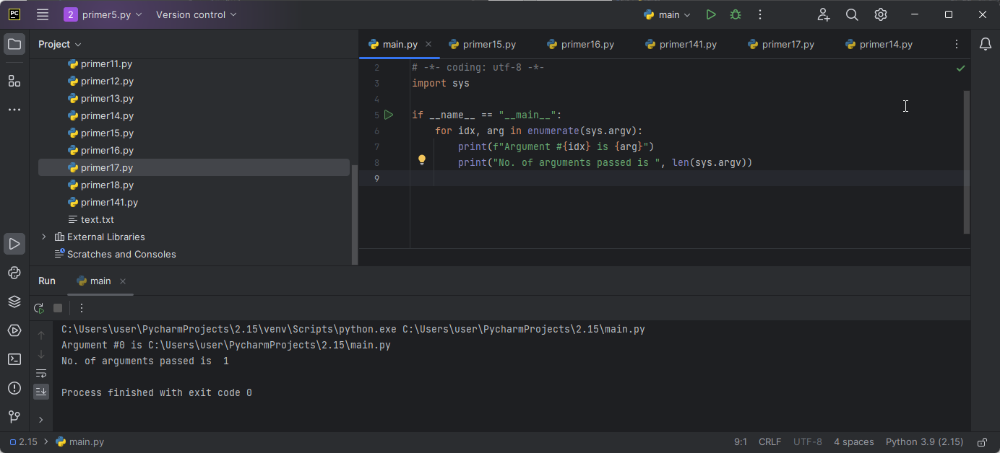 PC 2 primer5.py Version control main
Project
main.py primer15.py primer16.py primer141.py primer17.py primer14.py
primer11.py
primer12.py
primer13.py
primer14.py
primer15.py
primer16.py
primer17.py
primer18.py
primer141.py
text.txt
External Libraries
Scratches and Consoles
2 # -*- coding: utf-8 -*-
3 import sys
4
5 if __name__ == "__main__":
6 for idx, arg in enumerate(sys.argv):
7 print(f"Argument #{idx} is {arg}")
8 print("No. of arguments passed is ", len(sys.argv))
9
Run main
C:\Users\user\PycharmProjects\2.15\venv\Scripts\python.exe C:\Users\user\PycharmProjects\2.15\main.py
Argument #0 is C:\Users\user\PycharmProjects\2.15\main.py
No. of arguments passed is  1
Process finished with exit code 0
2.15 main.py 9:1 CRLF UTF-8 4 spaces Python 3.9 (2.15)